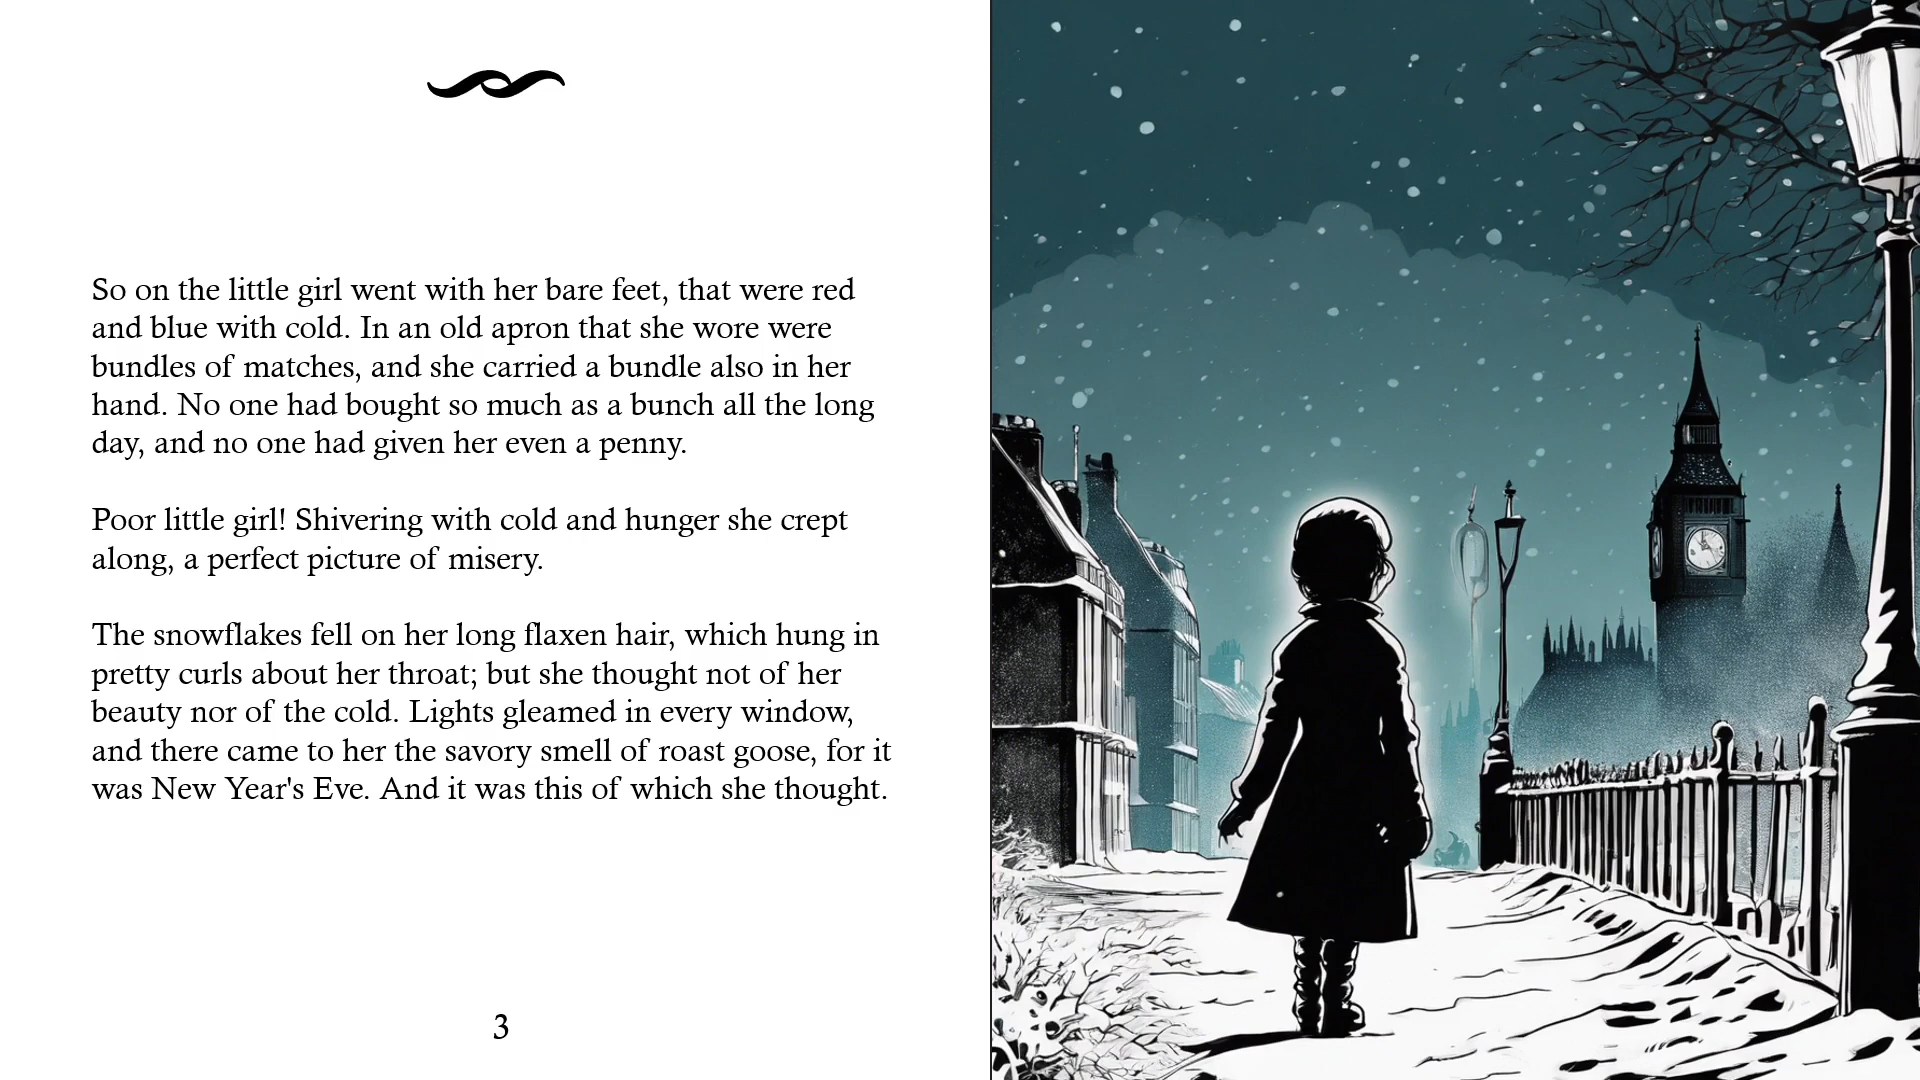 So on the little girl went with her bare feet, that were red
and blue with cold. In an old apron that she wore were
bundles of matches, and she carried a bundle also in her
hand. No one had bought so much as a bunch all the long
day, and no one had given her even a penny.
Poor little girl! Shivering with cold and hunger she crept
along, a perfect picture of misery.
The snowflakes fell on her long flaxen hair, which hung in
pretty curls about her throat; but she thought not of her
beauty nor of the cold. Lights gleamed in every window,
and there came to her the savory smell of roast goose, for it
was New Year's Eve. And it was this of which she thought.
3